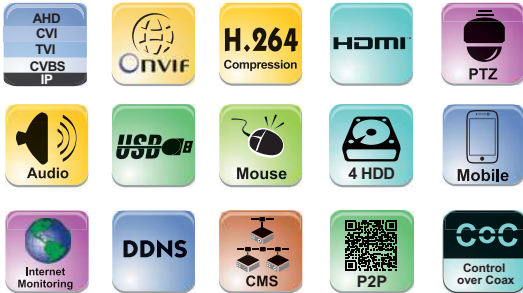 AHD
CVI
TVI
CVBS
IP
ONVIF
H.264
Compression
HDMI
PTZ
Audio
USB
Mouse
4 HDD
Mobile
Internet
Monitoring
DDNS
CMS
P2P
CoC
Control
over Coax